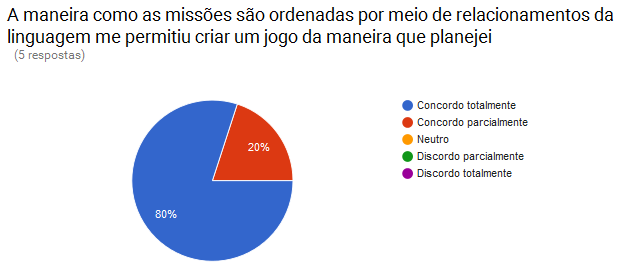 A maneira como as missões são ordenadas por meio de relacionamentos da
linguagem me permitiu criar um jogo da maneira que planejei
(5 respostas)
Concordo totalmente
Concordo parcialmente
Neutro
Discordo parcialmente
Discordo totalmente
20%
80%